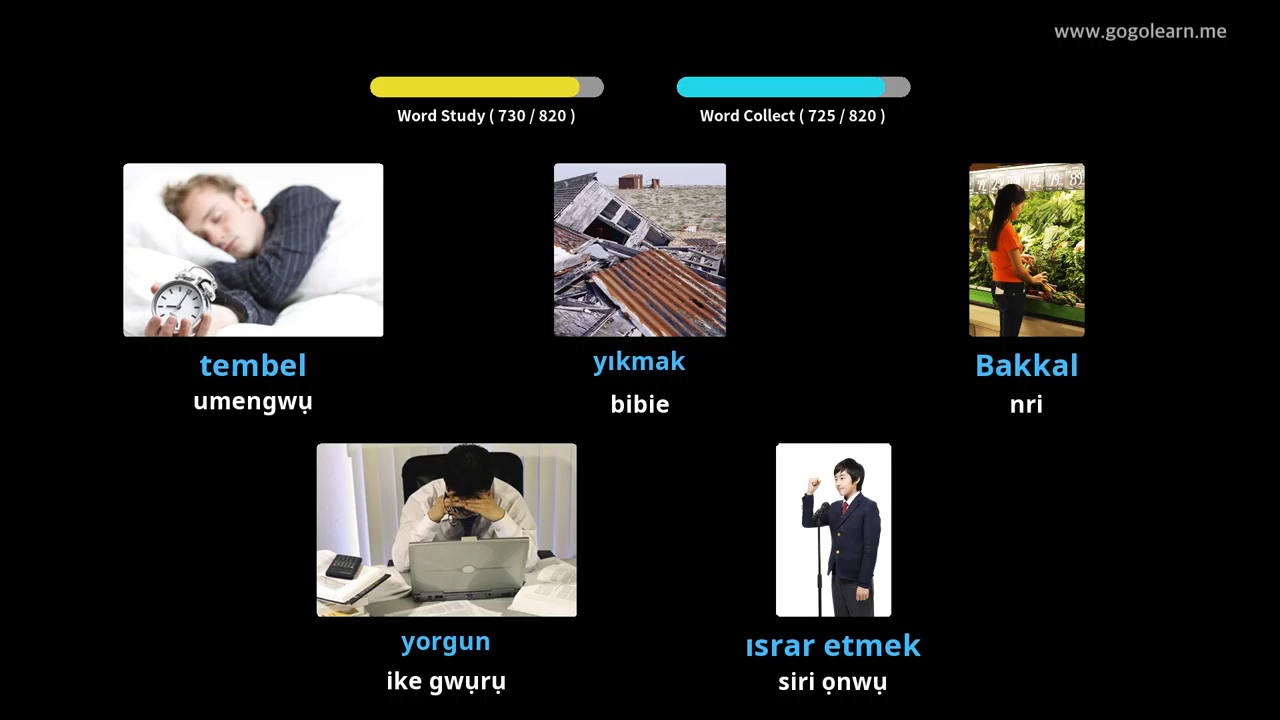 www.gogolearn.me
Word Study ( 730 / 820 )
Word Collect ( 725 / 820 )
tembel
umengwụ
yıkmak
bibie
Bakkal
nri
yorgun
ike gwụrụ
ısrar etmek
siri ọnwụ